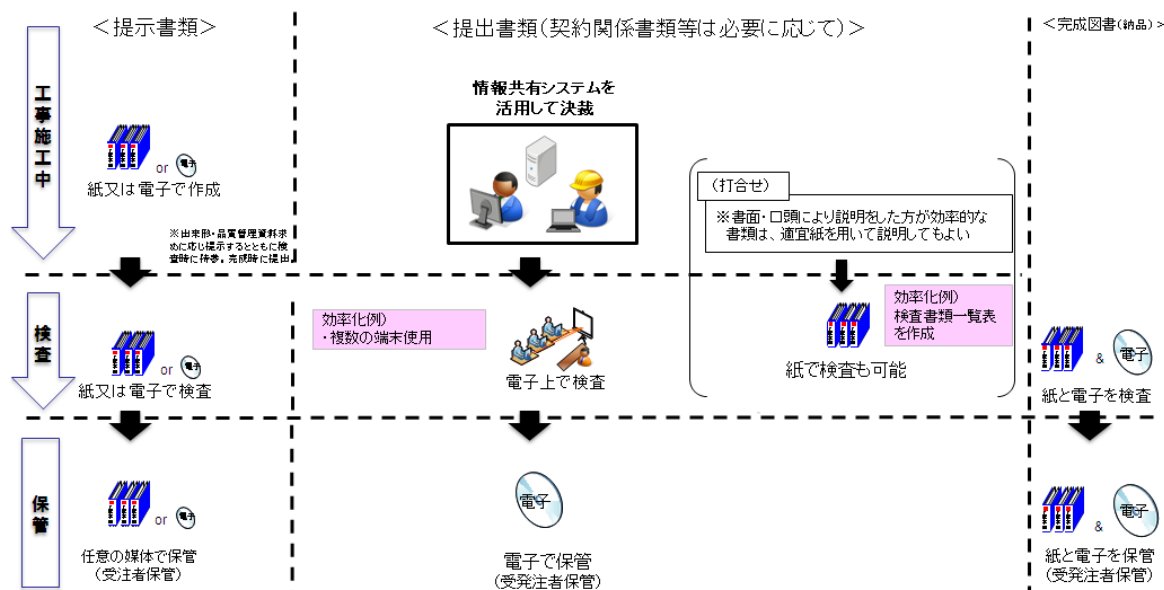 ＜提示書類＞
＜提出書類（契約関係書類等は必要に応じて）＞
＜完成図書(納品)＞
工事施工中
情報共有システムを
活用して決裁
or
電子
紙又は電子で作成
※出来形・品質管理資料求
めに応じ提示するとともに検
査時に持参。完成時に提出。
（打合せ）
※書面・口頭により説明をした方が効率的な
書類は、適宜紙を用いて説明してもよい
検査
or
電子
紙又は電子で検査
効率化例）
・複数の端末使用
電子上で検査
効率化例）
検査書類一覧表
を作成
紙で検査も可能
&
電子
紙と電子を検査
保管
or
電子
任意の媒体で保管
（受注者保管）
電子
電子で保管
（受発注者保管）
&
電子
紙と電子を保管
（受発注者保管）